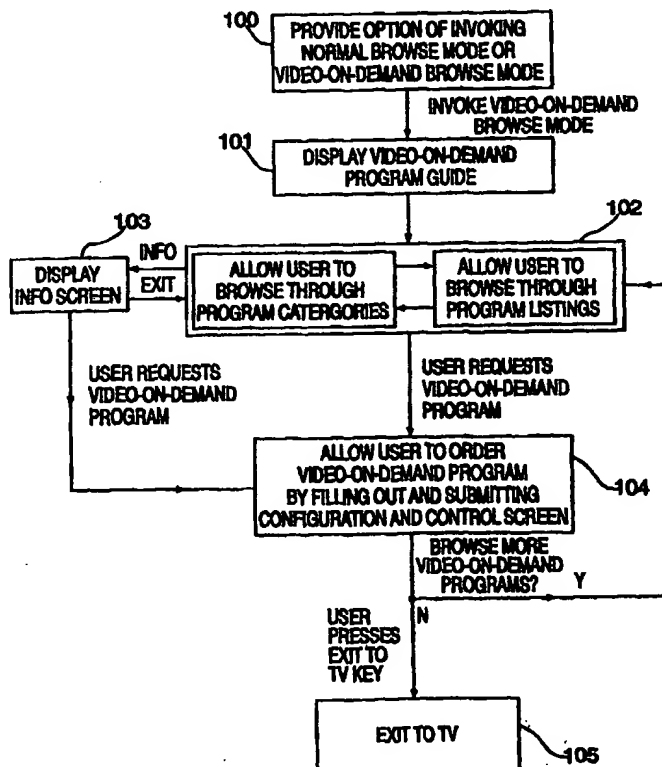 100
PROVIDE OPTION OF INVOKING
NORMAL BROWSE MODE OR
VIDEO-ON-DEMAND BROWSE MODE
INVOKE VIDEO-ON-DEMAND
BROWSE MODE
101
DISPLAY VIDEO-ON-DEMAND
PROGRAM GUIDE
102
103
DISPLAY
INFO SCREEN
INFO
EXIT
ALLOW USER TO
BROWSE THROUGH
PROGRAM CATERGORIES
ALLOW USER TO
BROWSE THROUGH
PROGRAM LISTINGS
USER REQUESTS
VIDEO-ON-DEMAND
PROGRAM
USER REQUESTS
VIDEO-ON-DEMAND
PROGRAM
ALLOW USER TO ORDER
VIDEO-ON-DEMAND PROGRAM
BY FILLING OUT AND SUBMITTING
CONFIGURATION AND CONTROL SCREEN
104
BROWSE MORE
VIDEO-ON-DEMAND
PROGRAMS?
Y
N
USER
PRESSES
EXIT TO
TV KEY
EXIT TO TV
105